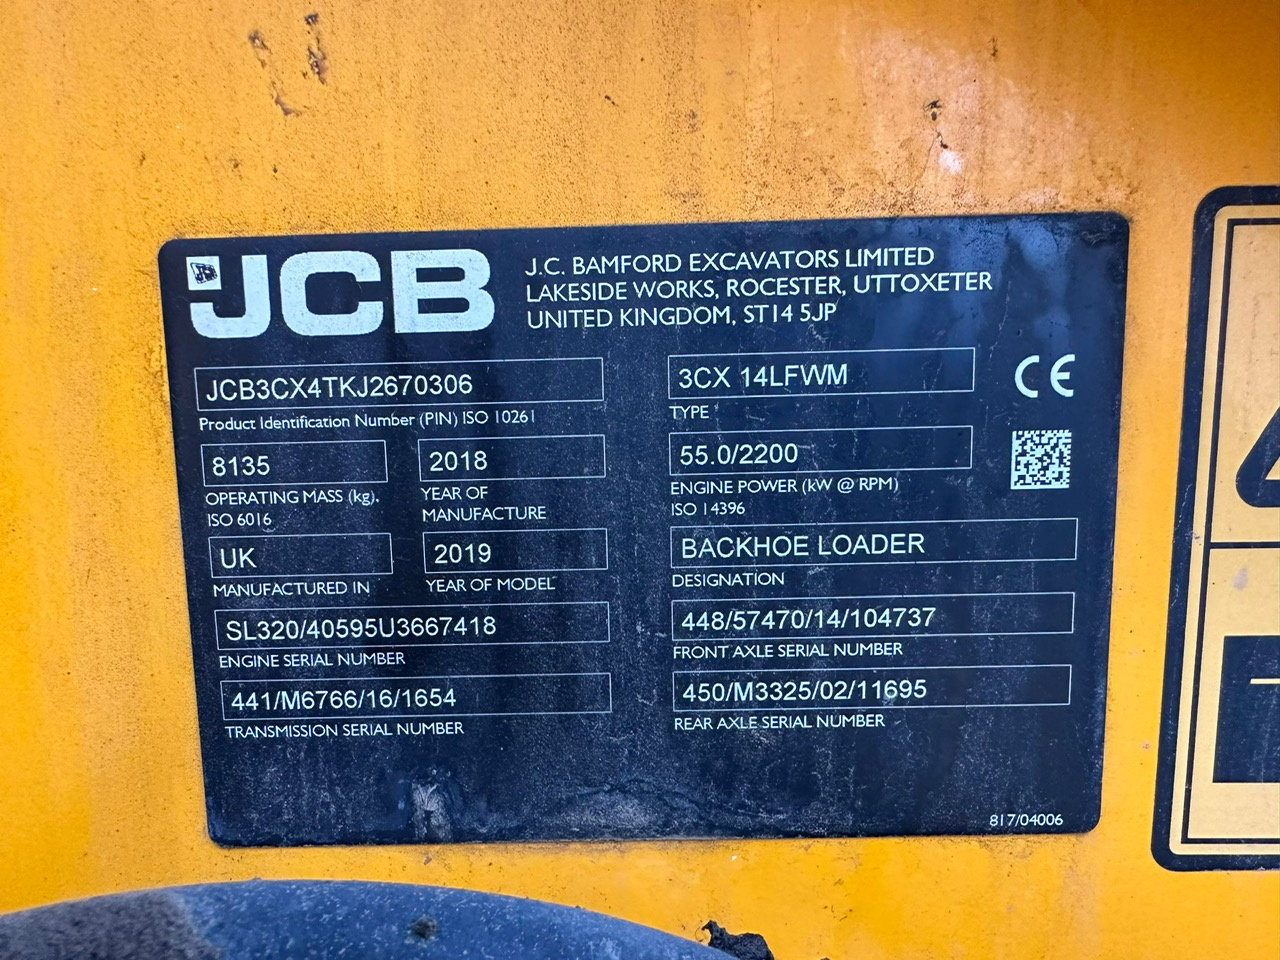 JCB
J.C. BAMFORD EXCAVATORS LIMITED
LAKESIDE WORKS, ROCESTER, UTTOXETER
UNITED KINGDOM, ST14 5JP
JCB3CX4TKJ2670306
Product Identification Number (PIN) ISO 10261
3CX 14LFWM
TYPE
CE
8135
OPERATING MASS (kg),
ISO 6016
2018
YEAR OF
MANUFACTURE
55.0/2200
ENGINE POWER (kW @ RPM)
ISO 14396
UK
MANUFACTURED IN
2019
YEAR OF MODEL
BACKHOE LOADER
DESIGNATION
SL320/40595U3667418
ENGINE SERIAL NUMBER
448/57470/14/104737
FRONT AXLE SERIAL NUMBER
441/M6766/16/1654
TRANSMISSION SERIAL NUMBER
450/M3325/02/11695
REAR AXLE SERIAL NUMBER
817/04006